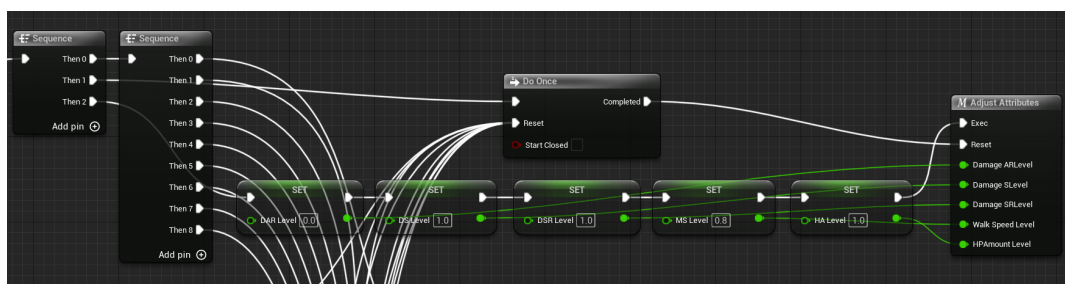 Sequence
Then 0
Then 1
Then 2
Add pin
Sequence
Then 0
Then 1
Then 2
Then 3
Then 4
Then 5
Then 6
Then 7
Then 8
Add pin
Do Once
Completed
Reset
Start Closed
SET
DAR Level 0.0
SET
DS Level 1.0
SET
DSR Level 1.0
SET
MS Level 0.8
SET
HA Level 1.0
M Adjust Attributes
Exec
Reset
Damage ARLevel
Damage SLevel
Damage SRLevel
Walk Speed Level
HPAmount Level